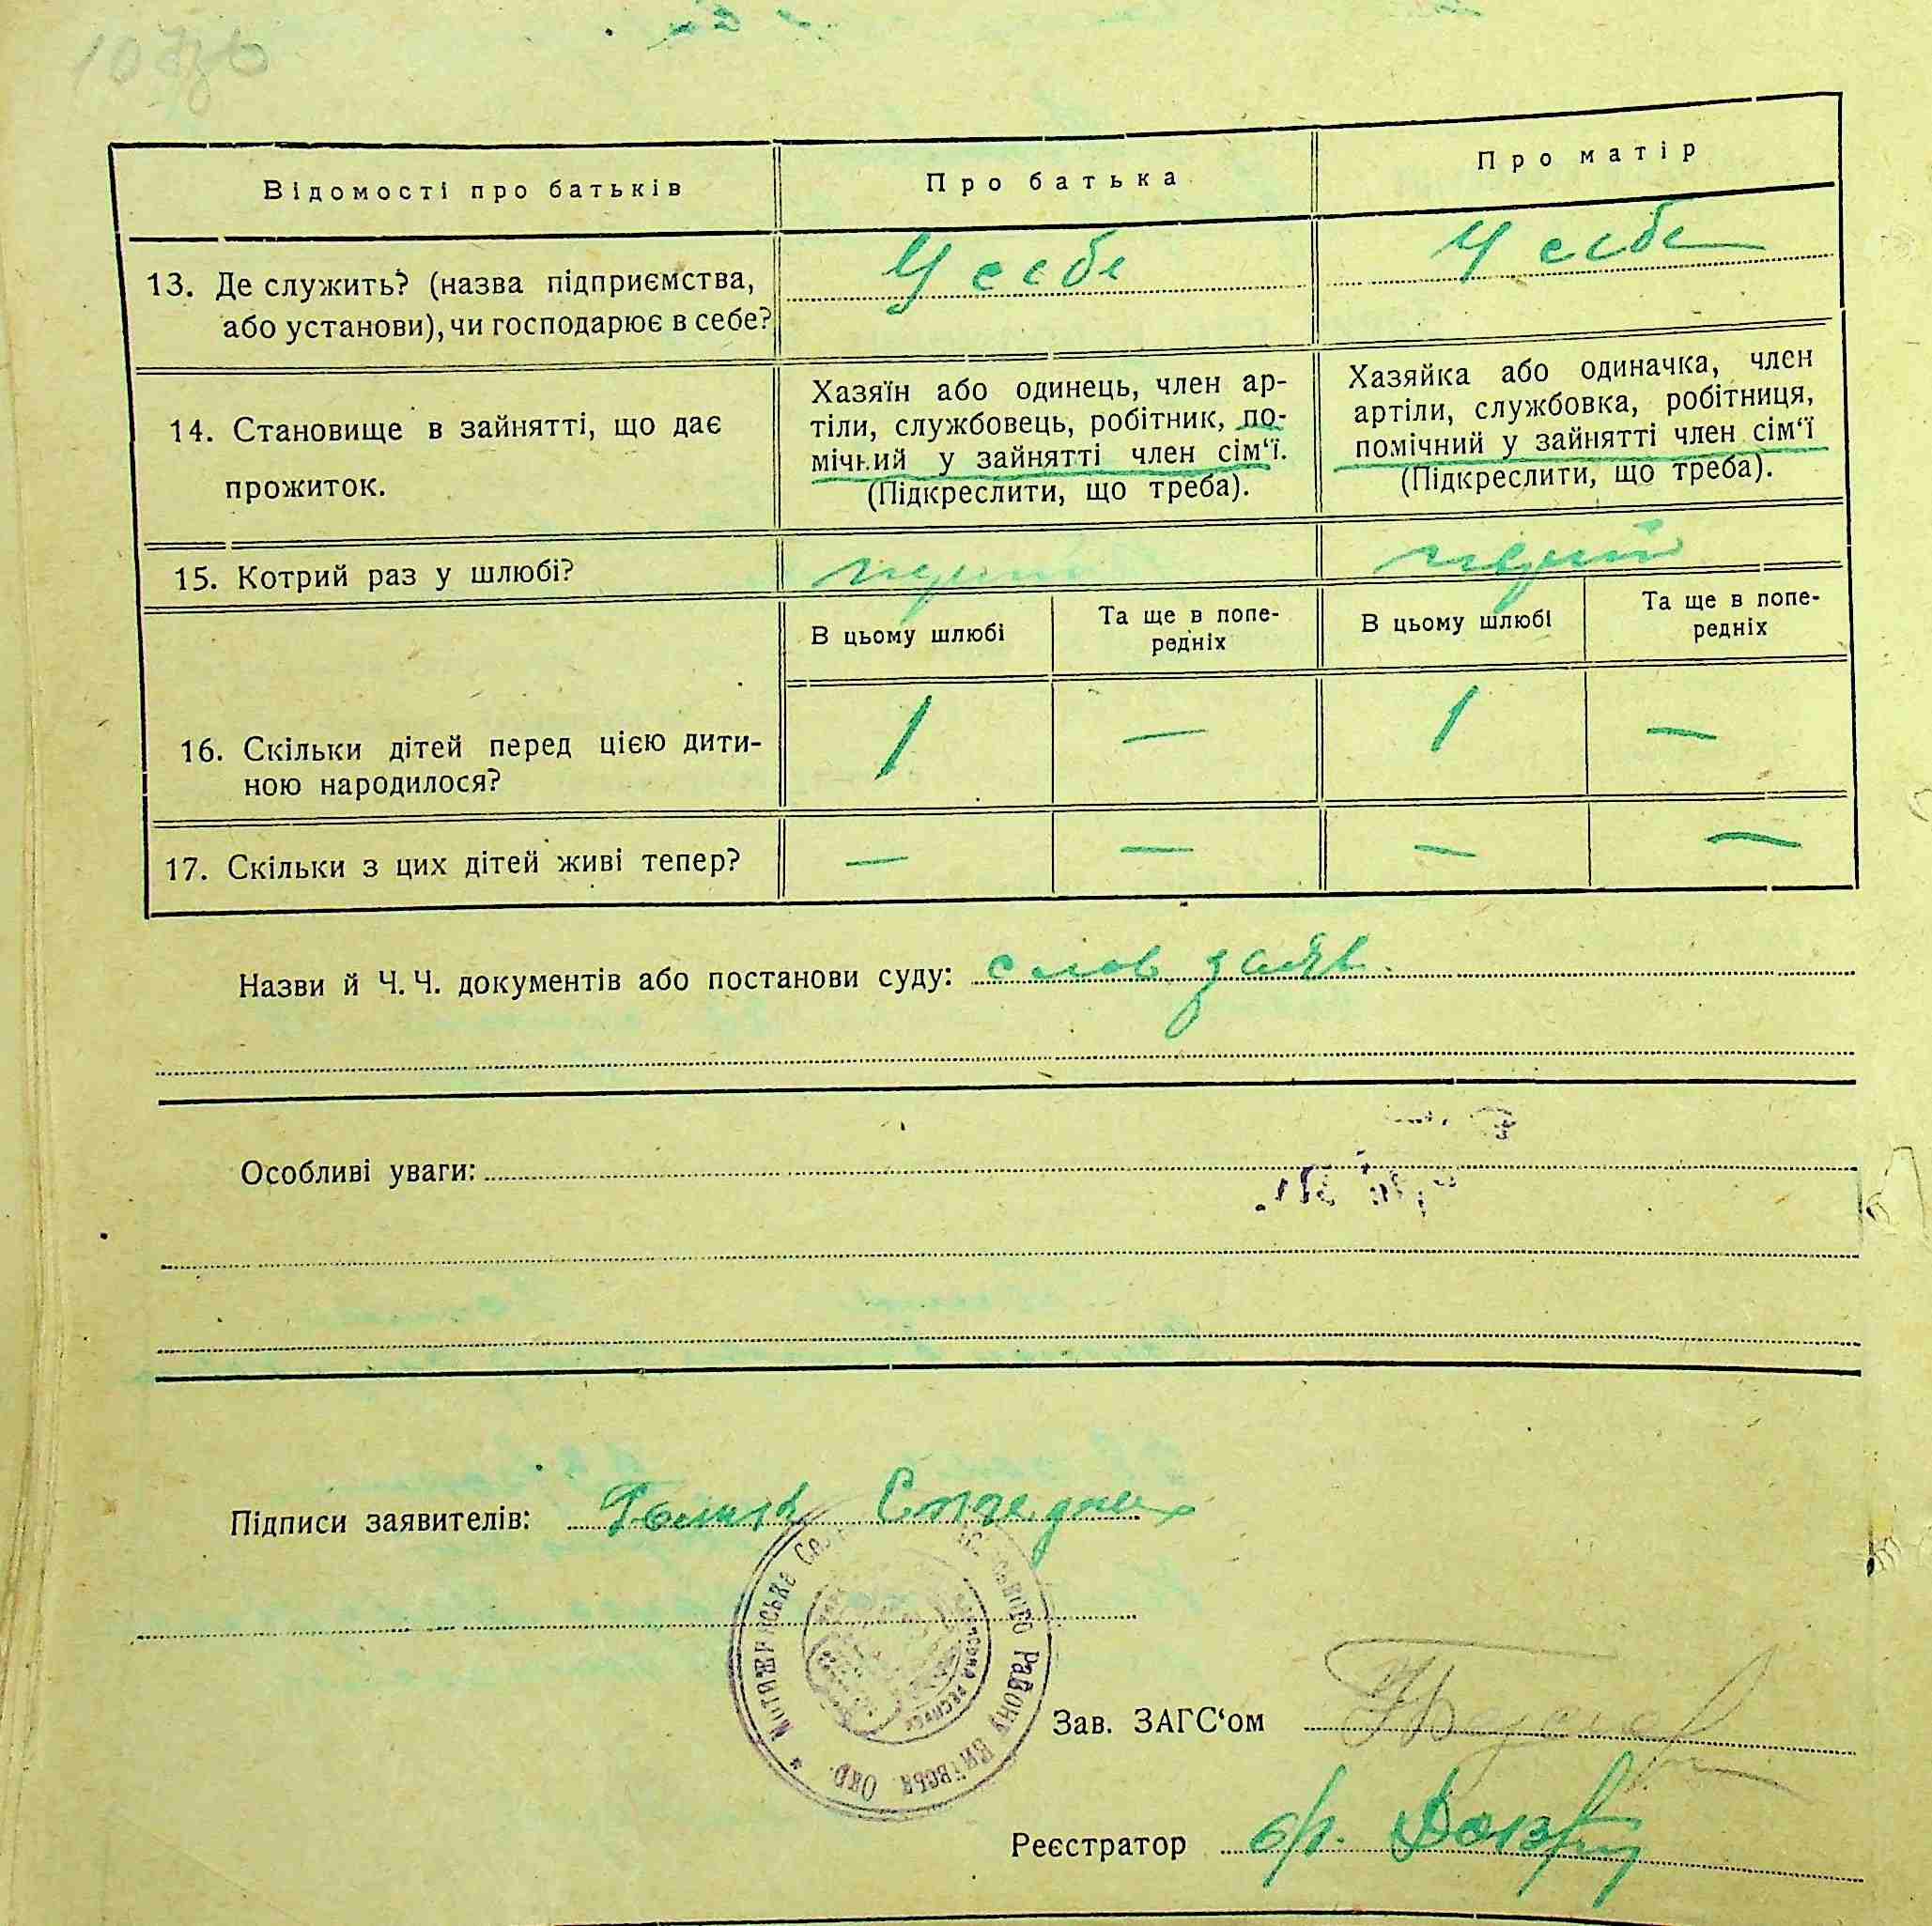 Відомості про батьків
Про батька
Про матір
13. Де служить? (назва підприємства,
або установи), чи господарює в себе?
У себе
У себе
14. Становище в зайнятті, що дає
прожиток.
Хазяїн або одинець, член ар-
тіли, службовець, робітник, по-
мічний у зайнятті член сім‘ї.
(Підкреслити, що треба).
Хазяйка або одиначка, член
артіли, службовка, робітниця,
помічний у зайнятті член сім‘ї
(Підкреслити, що треба).
15. Котрий раз у шлюбі?
В цьому шлюбі
Та ще в попе-
редніх
В цьому шлюбі
Та ще в попе-
редніх
16. Скільки дітей перед цією дити-
ною народилося?
1 — 1 —
17. Скільки з цих дітей живі тепер?
— — — —
Назви й Ч. Ч. документів або постанови суду: слов заяв.
Особливі уваги:
Підписи заявителів:
Району Київськ Окр.
Зав. ЗАГС‘ом
Реєстратор